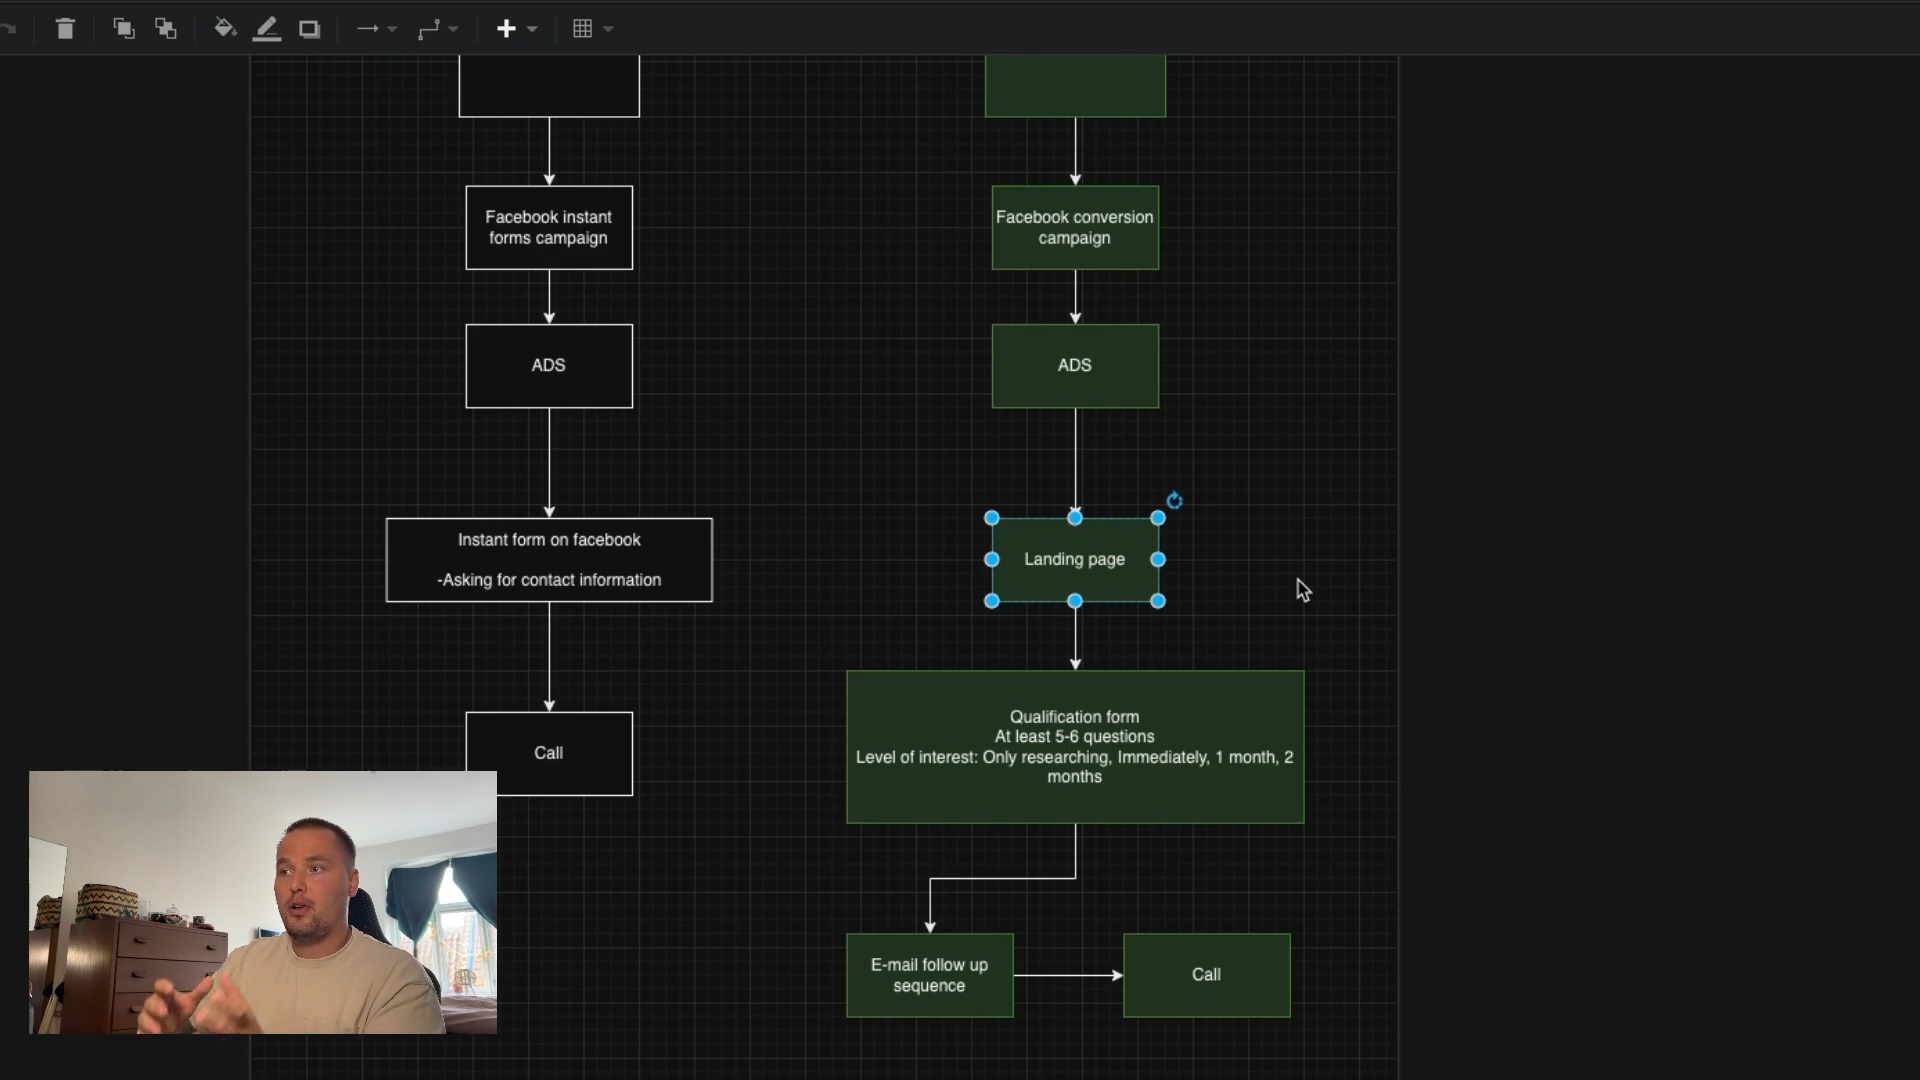 Facebook instant
forms campaign
ADS
Instant form on facebook
-Asking for contact information
Call
Facebook conversion
campaign
ADS
Landing page
Qualification form
At least 5-6 questions
Level of interest: Only researching, Immediately, 1 month, 2
months
E-mail follow up
sequence
Call